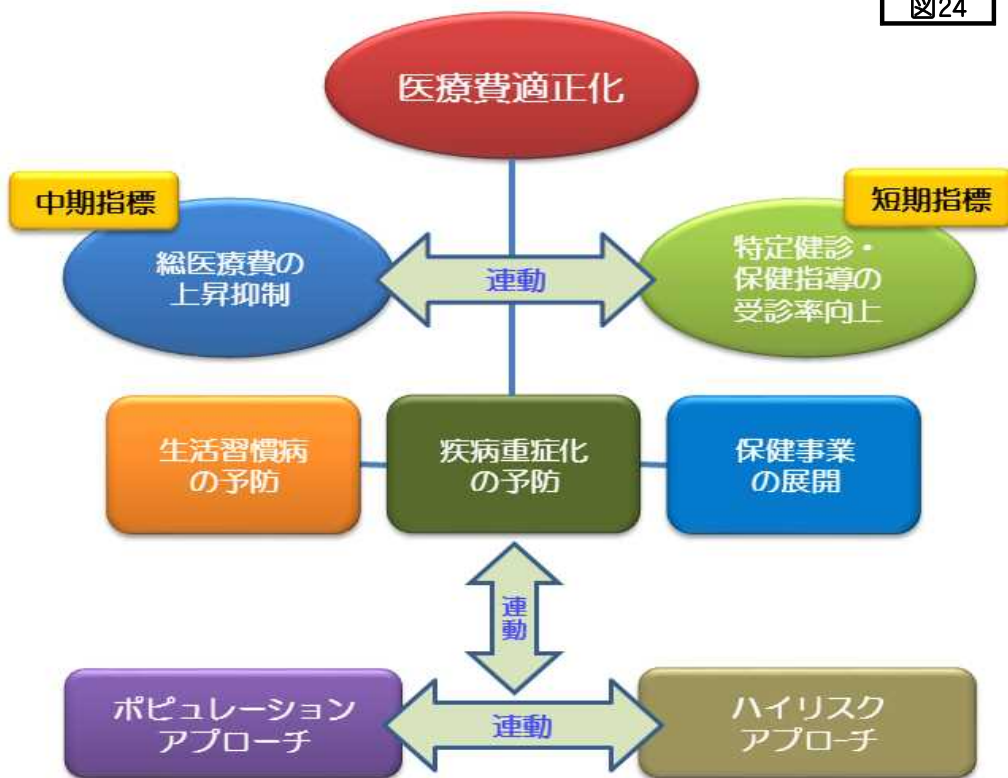 図24
医療費適正化
中期指標
短期指標
総医療費の
上昇抑制
連動
特定健診・
保健指導の
受診率向上
生活習慣病
の予防
疾病重症化
の予防
保健事業
の展開
連動
ポピュレーション
アプローチ
連動
ハイリスク
アプローチ